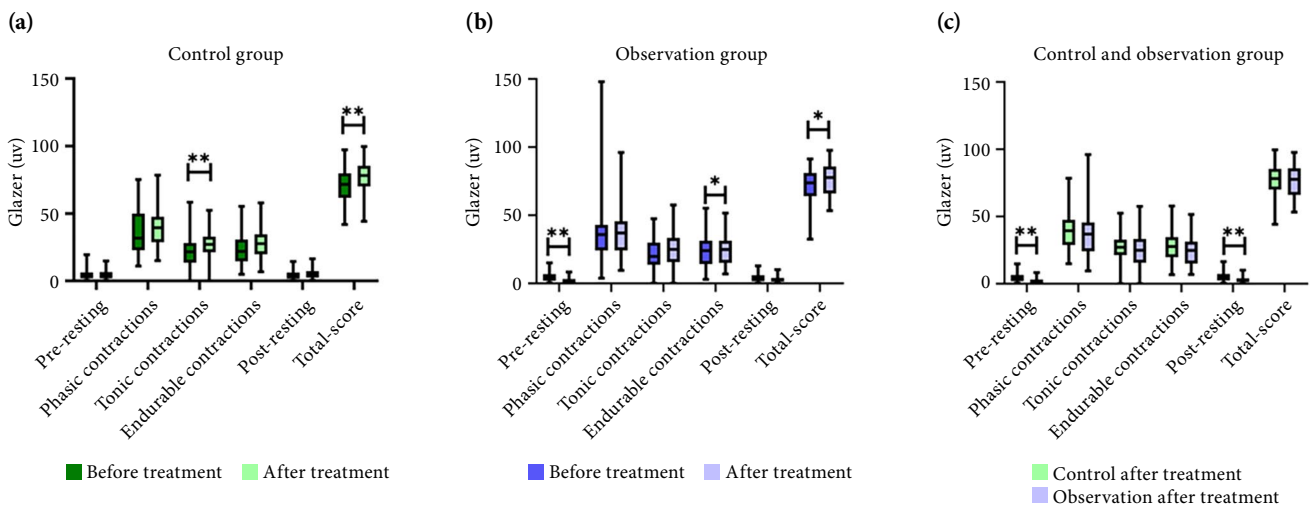 (a)
Control group
Glazer (uv)
150
100
50
0
**
**
Pre-resting
Phasic contractions
Tonic contractions
Endurable contractions
Post-resting
Total-score
Before treatment
After treatment
(b)
Observation group
Glazer (uv)
150
100
50
0
**
*
*
Pre-resting
Phasic contractions
Tonic contractions
Endurable contractions
Post-resting
Total-score
Before treatment
After treatment
(c)
Control and observation group
Glazer (uv)
150
100
50
0
**
**
Pre-resting
Phasic contractions
Tonic contractions
Endurable contractions
Post-resting
Total-score
Control after treatment
Observation after treatment